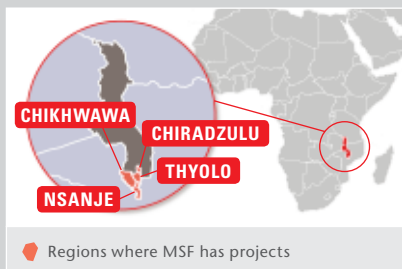 CHIKHWAWA
CHIRADZULU
THYOLO
NSANJE
Regions where MSF has projects